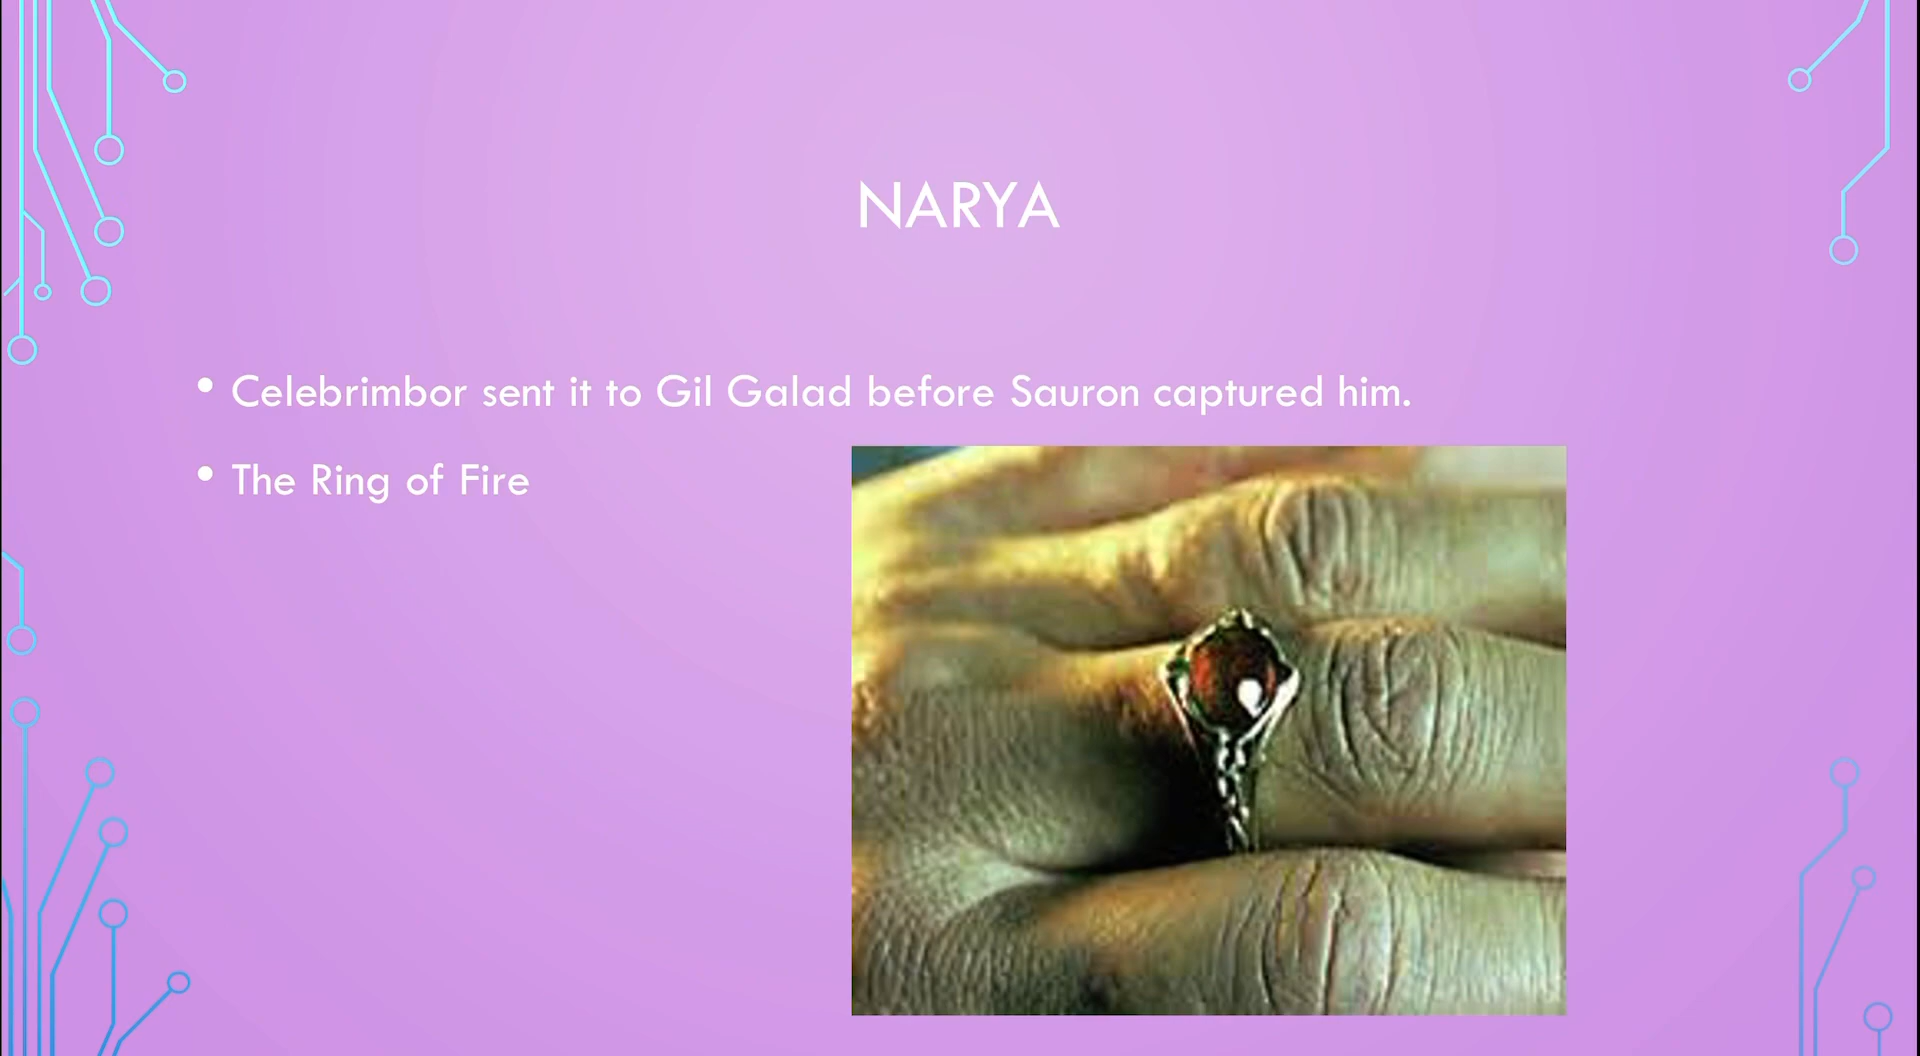 NARYA
• Celebrimbor sent it to Gil Galad before Sauron captured him.
• The Ring of Fire